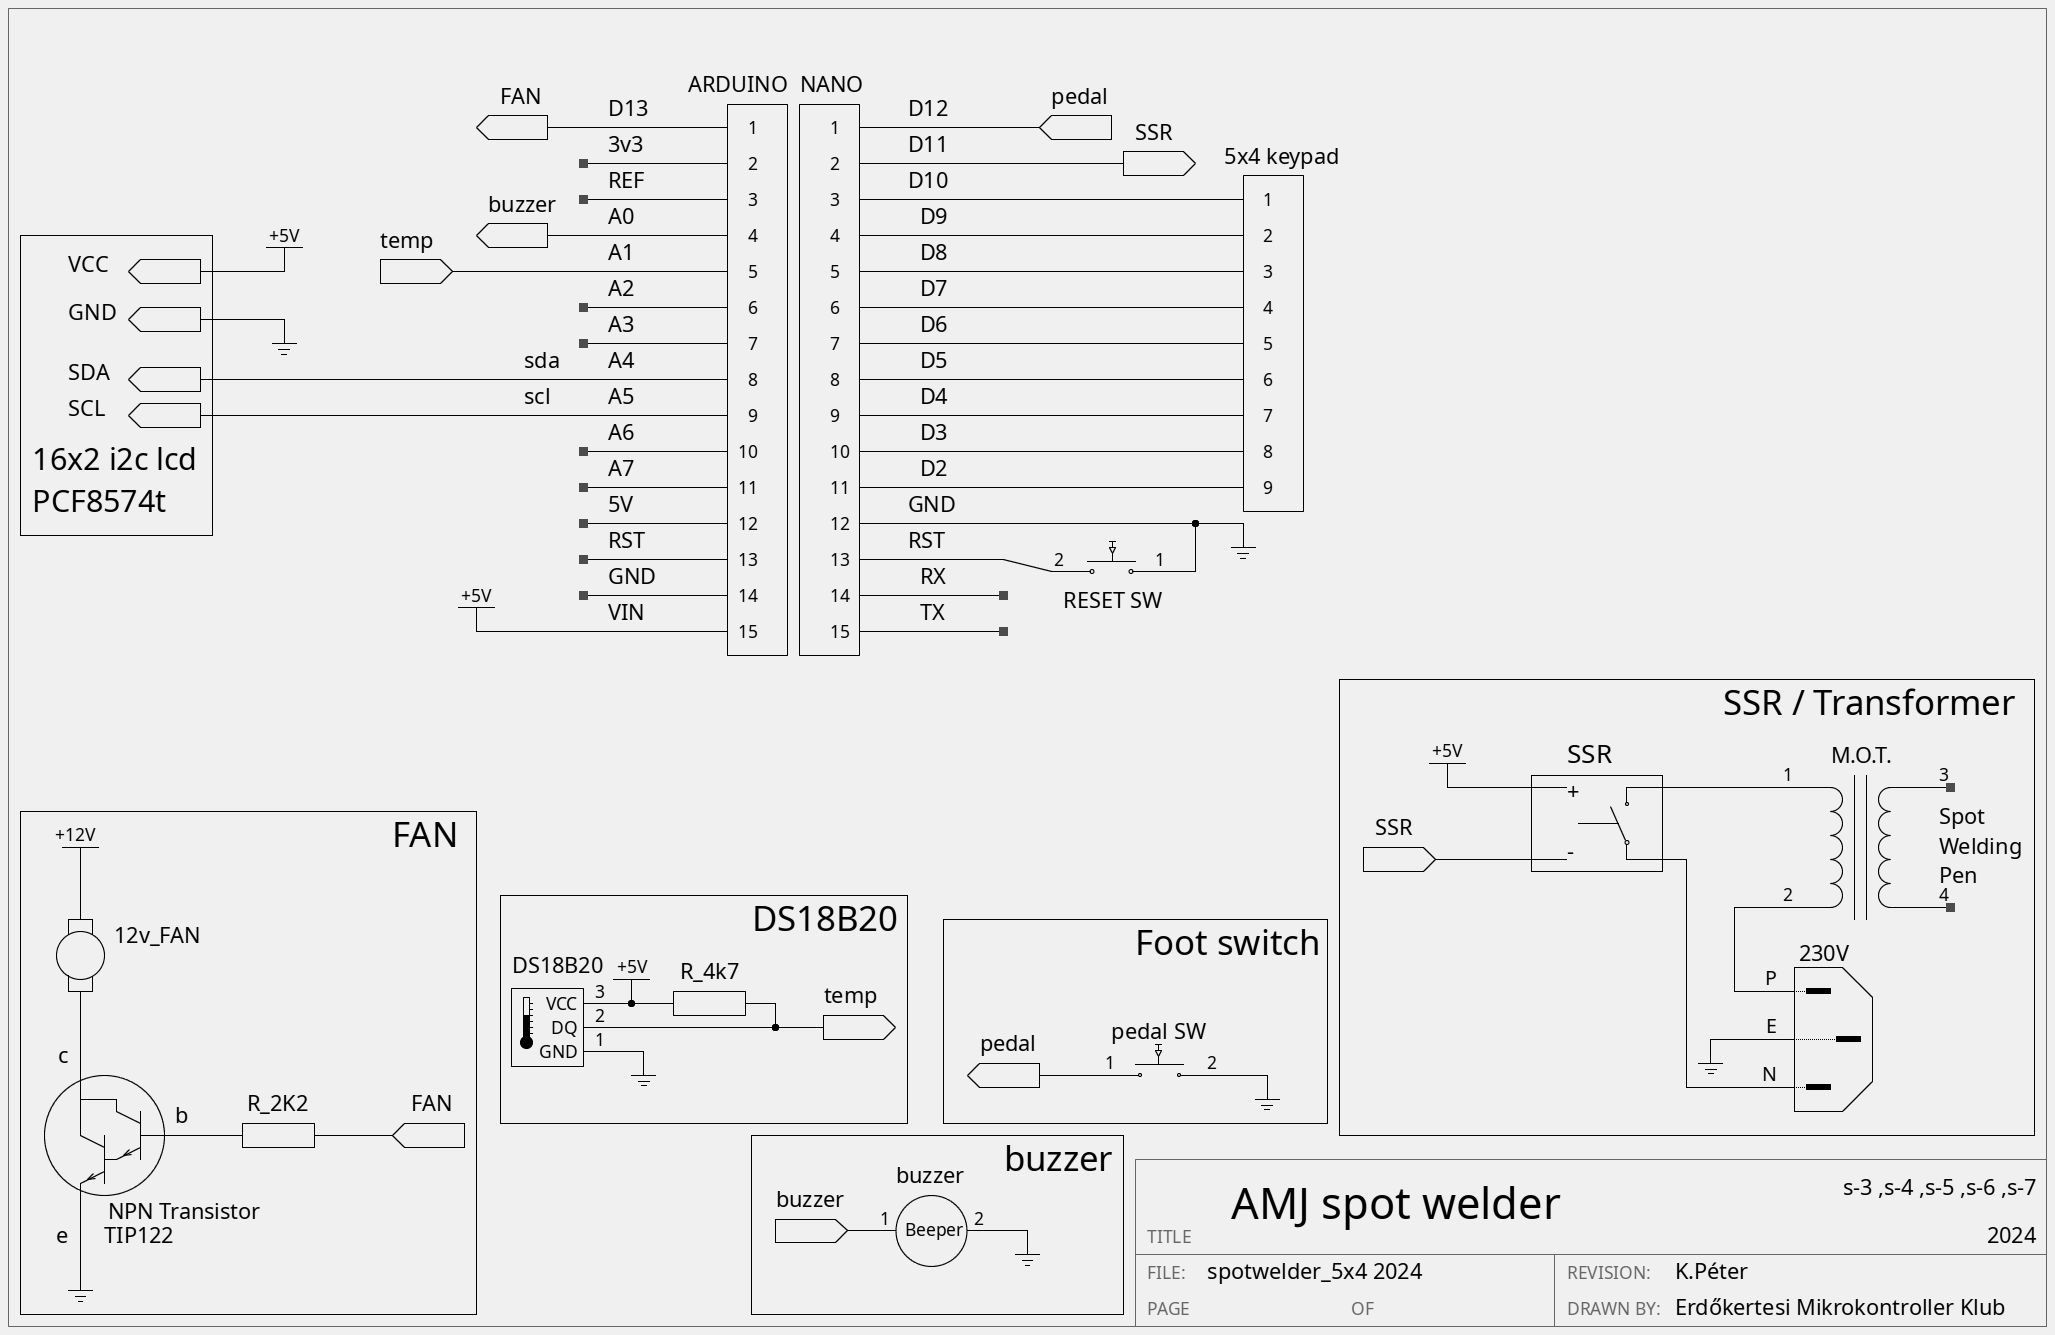 ARDUINO NANO
FAN
D13 1
3v3 2
REF 3
buzzer
A0 4
temp
A1 5
A2 6
A3 7
sda A4 8
scl A5 9
A6 10
A7 11
5V 12
RST 13
GND 14
+5V
VIN 15
1 D12 pedal
2 D11 SSR
3 D10
4 D9
5 D8
6 D7
7 D6
8 D5
9 D4
10 D3
11 D2
12 GND
13 RST 2 1
RESET SW
14 RX
15 TX
5x4 keypad
1
2
3
4
5
6
7
8
9
+5V
VCC
GND
SDA
SCL
16x2 i2c lcd
PCF8574t
FAN
+12V
12v_FAN
c
b R_2K2 FAN
NPN Transistor
TIP122
e
DS18B20
DS18B20 +5V R_4k7
VCC 3
DQ 2
GND 1
temp
Foot switch
pedal SW
pedal 1 2
buzzer
buzzer
buzzer 1 Beeper 2
SSR / Transformer
+5V SSR M.O.T.
+ 1 3
SSR
-
Spot
Welding
Pen
2 4
230V
P
E
N
AMJ spot welder
s-3 ,s-4 ,s-5 ,s-6 ,s-7
TITLE 2024
FILE: spotwelder_5x4 2024
REVISION: K.Péter
PAGE OF
DRAWN BY: Erdőkertesi Mikrokontroller Klub